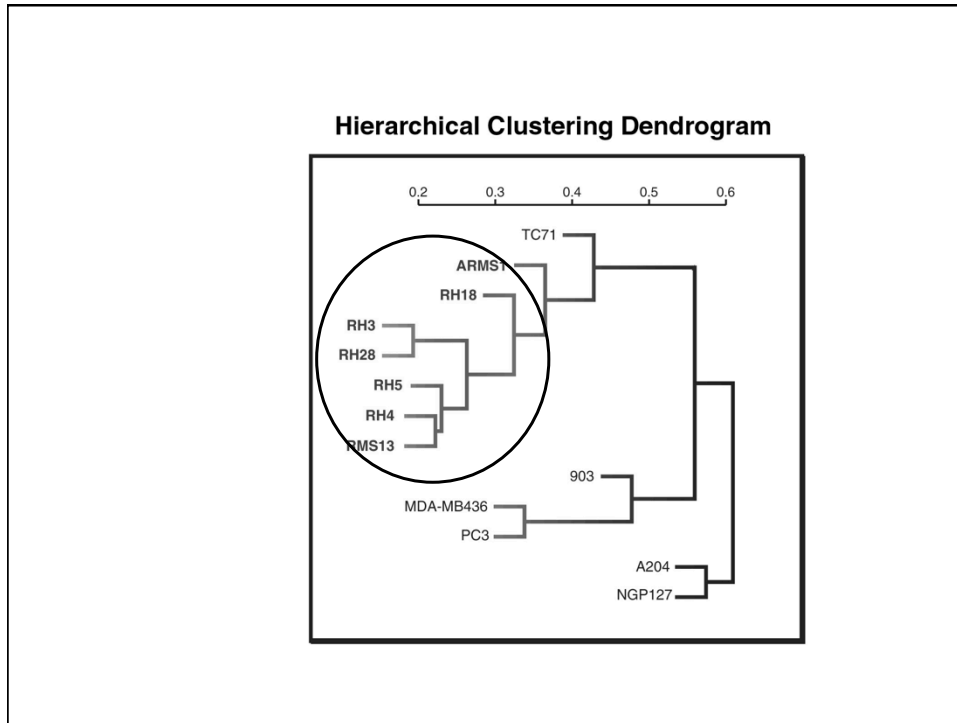 Hierarchical Clustering Dendrogram
0.2 0.3 0.4 0.5 0.6
TC71
ARMS1
RH18
RH3
RH28
RH5
RH4
RMS13
903
MDA-MB436
PC3
A204
NGP127